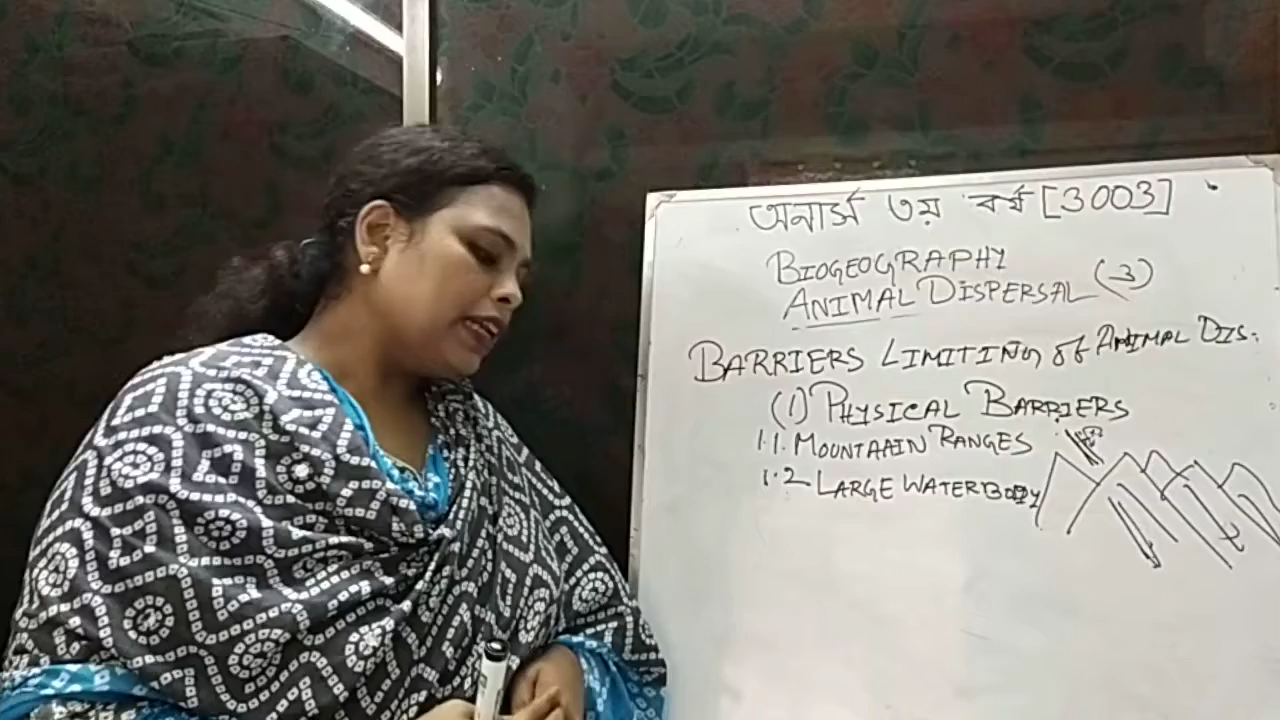 অনার্স ৩য় বর্ষ [3003]
BIOGEOGRAPHY
ANIMAL DISPERSAL (3)
BARRIERS LIMITING of ANIMAL DIS.
(1) PHYSICAL BARRIERS
1.1. MOUNTAAIN RANGES
1.2 LARGE WATERBODY